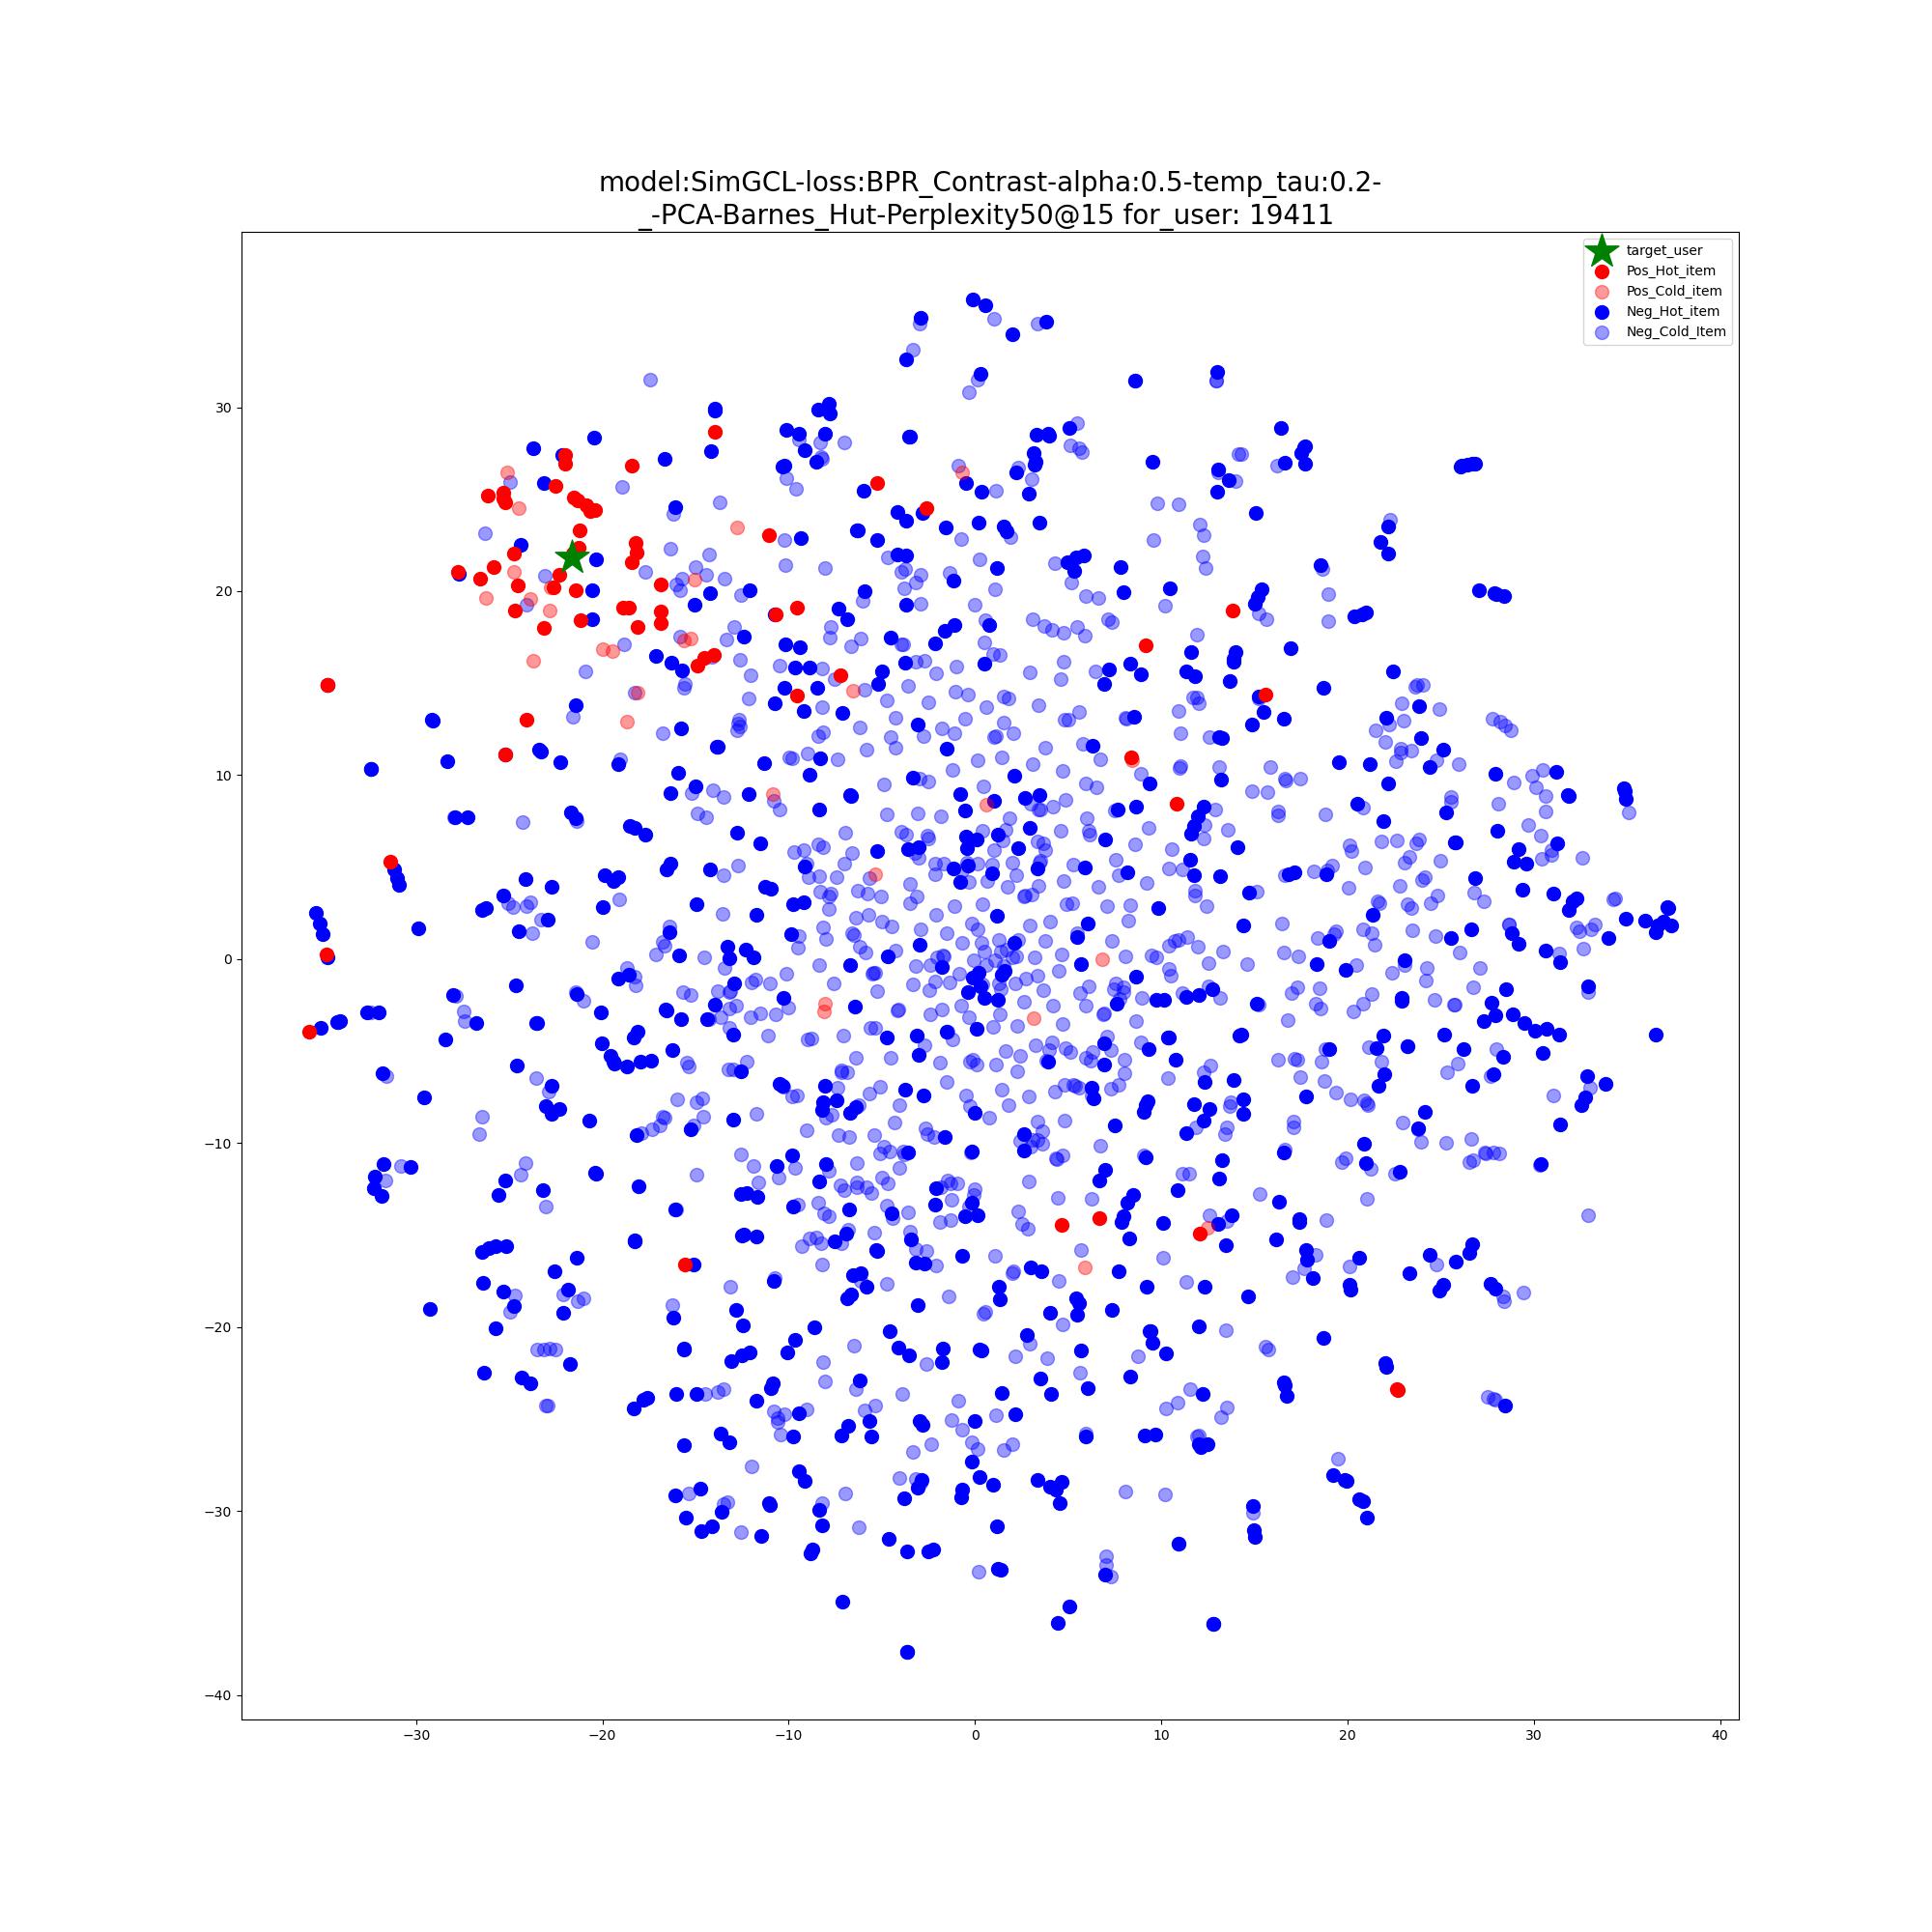 model:SimGCL-loss:BPR_Contrast-alpha:0.5-temp_tau:0.2-
_-PCA-Barnes_Hut-Perplexity50@15 for_user: 19411
target_user
Pos_Hot_item
Pos_Cold_item
Neg_Hot_item
Neg_Cold_Item
30
20
10
0
−10
−20
−30
−40
−30 −20 −10 0 10 20 30 40